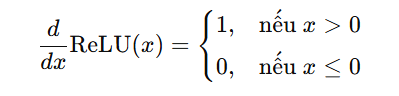 d/dx ReLU(x) = { 1, nếu x > 0
0, nếu x ≤ 0